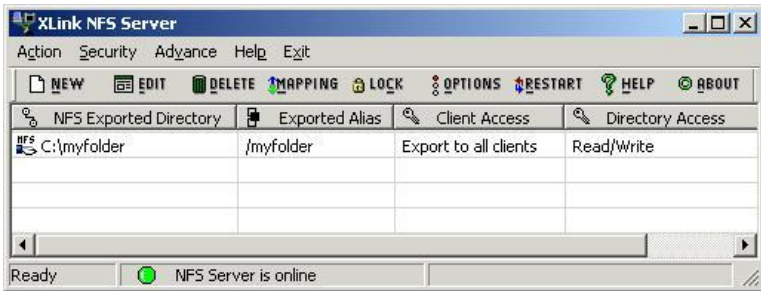 XLink NFS Server
Action Security Advance Help Exit
NEW EDIT DELETE MAPPING LOCK OPTIONS RESTART HELP ABOUT
NFS Exported Directory Exported Alias Client Access Directory Access
NFS C:\myfolder /myfolder Export to all clients Read/Write
Ready NFS Server is online